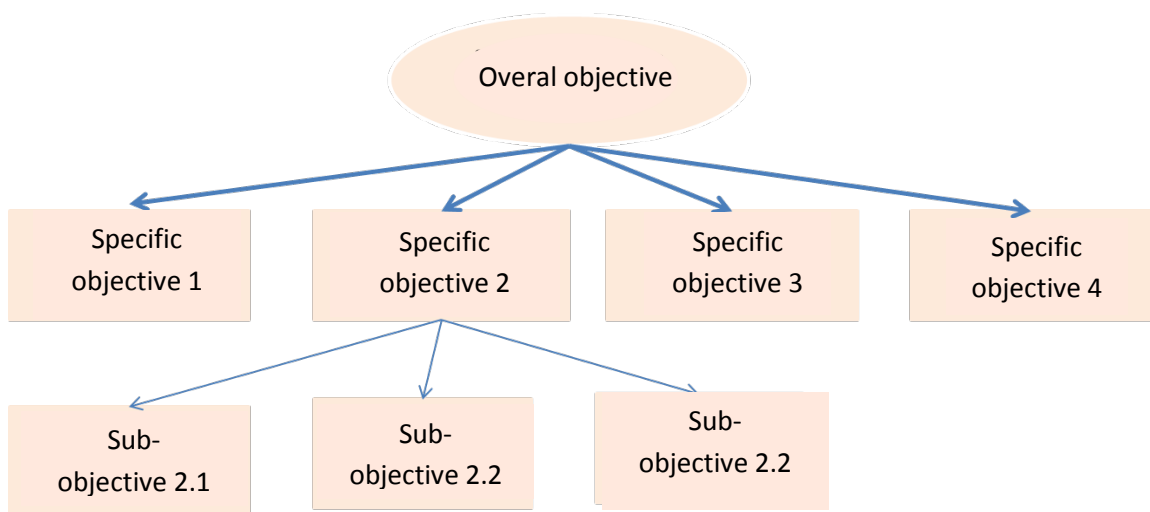 Overal objective
Specific
objective 1
Specific
objective 2
Specific
objective 3
Specific
objective 4
Sub-
objective 2.1
Sub-
objective 2.2
Sub-
objective 2.2